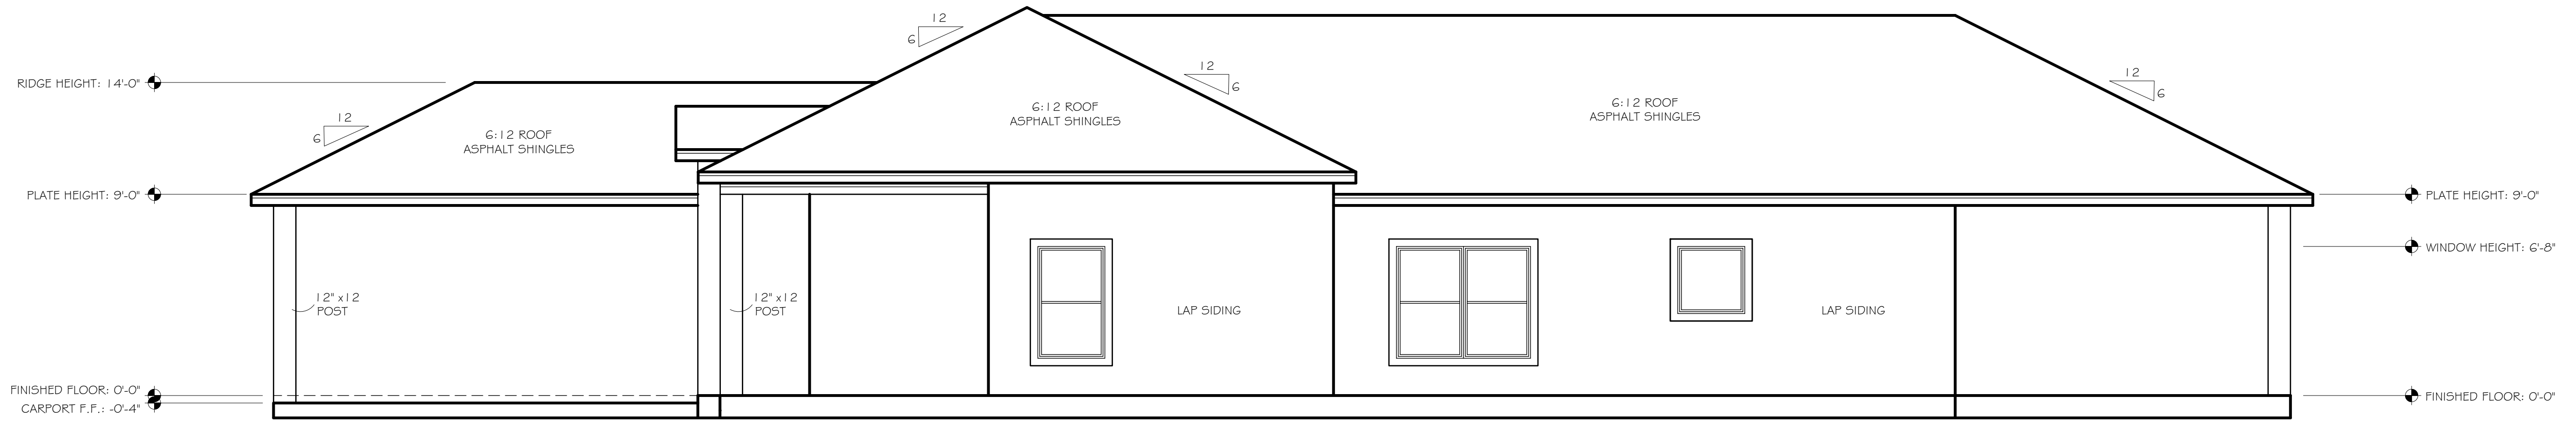 12
6
RIDGE HEIGHT: 14'-0"
12
6
6:12 ROOF
ASPHALT SHINGLES
6:12 ROOF
ASPHALT SHINGLES
12
6
6:12 ROOF
ASPHALT SHINGLES
12
6
PLATE HEIGHT: 9'-0"
PLATE HEIGHT: 9'-0"
WINDOW HEIGHT: 6'-8"
12" x12
POST
12" x12
POST
LAP SIDING
LAP SIDING
FINISHED FLOOR: 0'-0"
CARPORT F.F.: -0'-4"
FINISHED FLOOR: 0'-0"